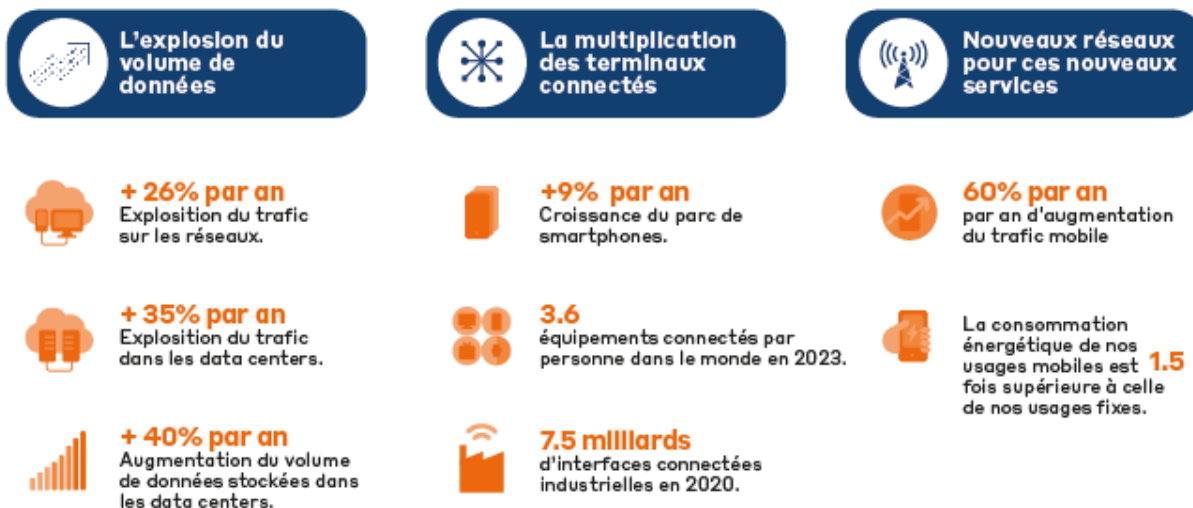 L'explosion du
volume de
données
+ 26% par an
Explosition du trafic
sur les réseaux.
+ 35% par an
Explosition du trafic
dans les data centers.
+ 40% par an
Augmentation du volume
de données stockées dans
les data centers.
La multiplication
des terminaux
connectés
+9% par an
Croissance du parc de
smartphones.
3.6
équipements connectés par
personne dans le monde en 2023.
7.5 milliards
d'interfaces connectées
industrielles en 2020.
Nouveaux réseaux
pour ces nouveaux
services
60% par an
par an d'augmentation
du trafic mobile
La consommation
énergétique de nos
usages mobiles est 1.5
fois supérieure à celle
de nos usages fixes.